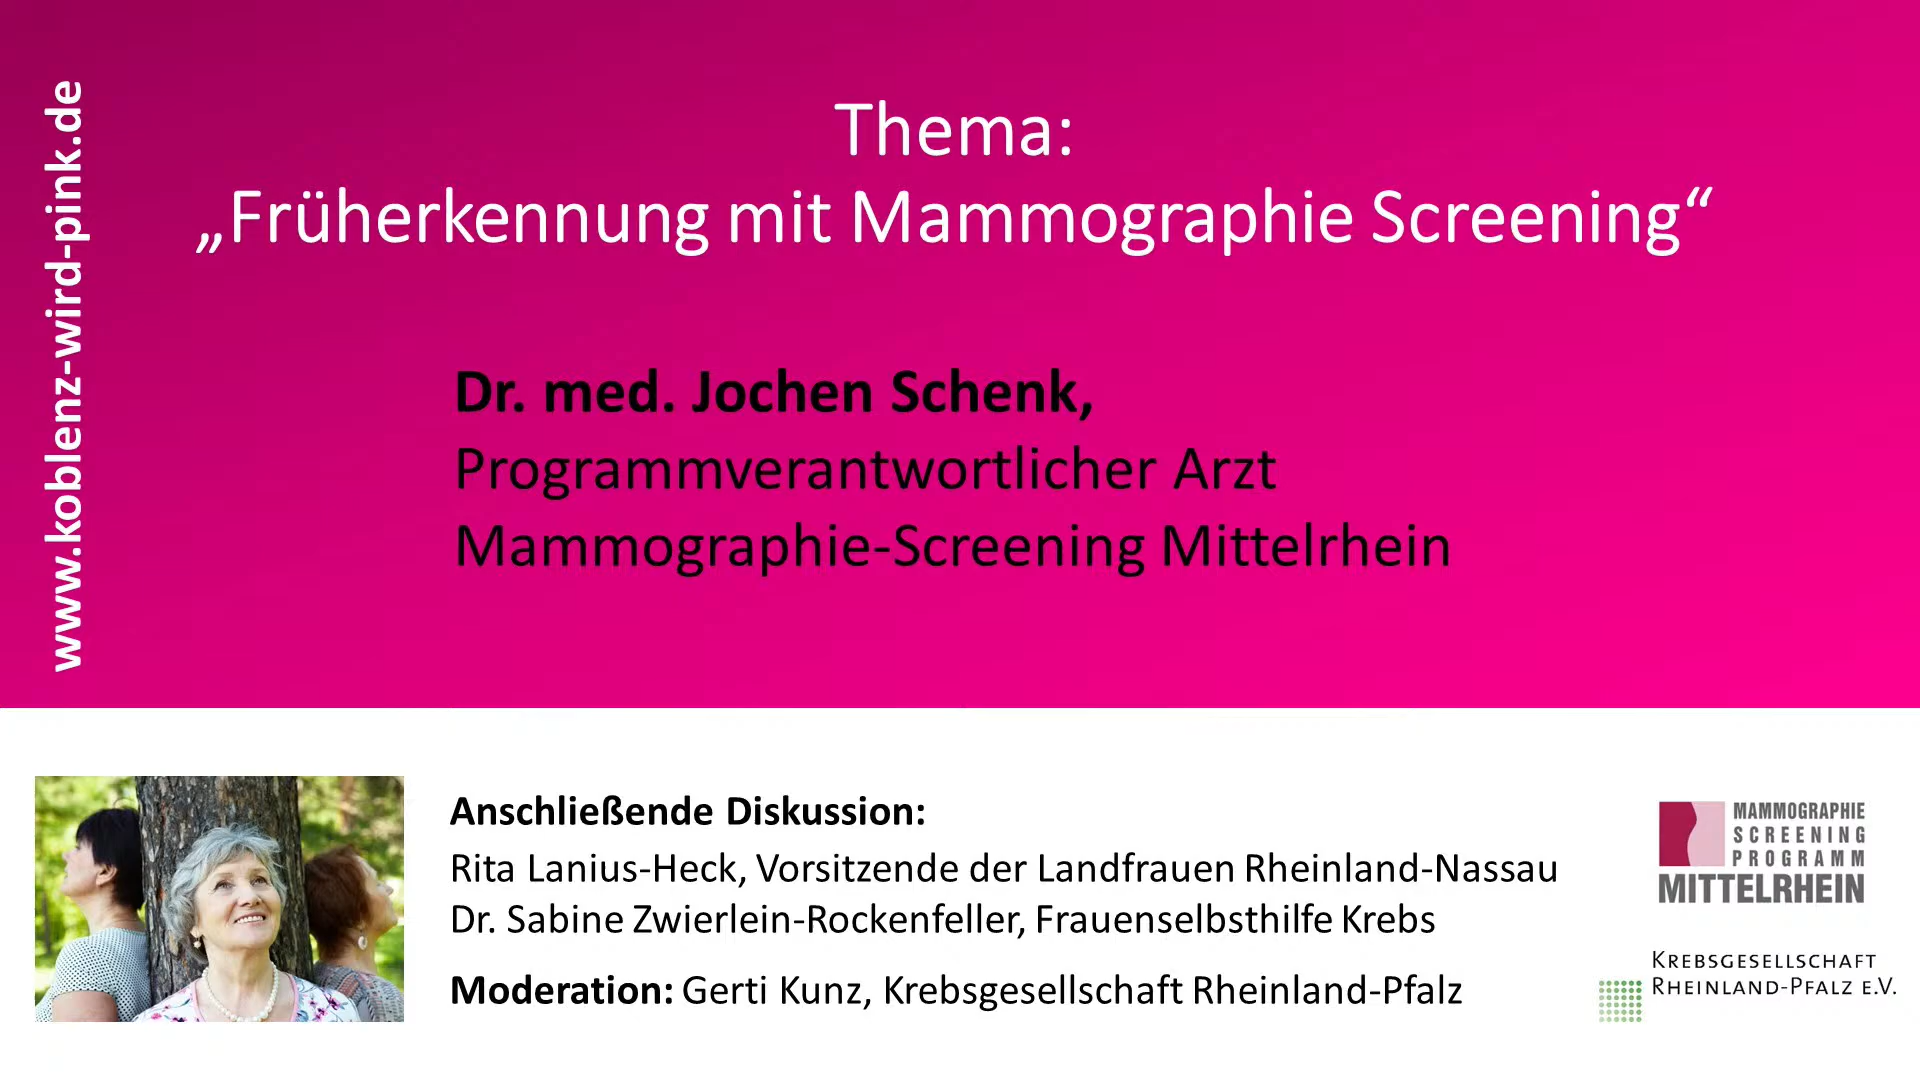 www.koblenz-wird-pink.de
Thema:
„Früherkennung mit Mammographie Screening“
Dr. med. Jochen Schenk,
Programmverantwortlicher Arzt
Mammographie-Screening Mittelrhein
Anschließende Diskussion:
Rita Lanius-Heck, Vorsitzende der Landfrauen Rheinland-Nassau
Dr. Sabine Zwierlein-Rockenfeller, Frauenselbsthilfe Krebs
Moderation: Gerti Kunz, Krebsgesellschaft Rheinland-Pfalz
MAMMOGRAPHIE
SCREENING
PROGRAMM
MITTELRHEIN
KREBSGESELLSCHAFT
RHEINLAND-PFALZ E.V.